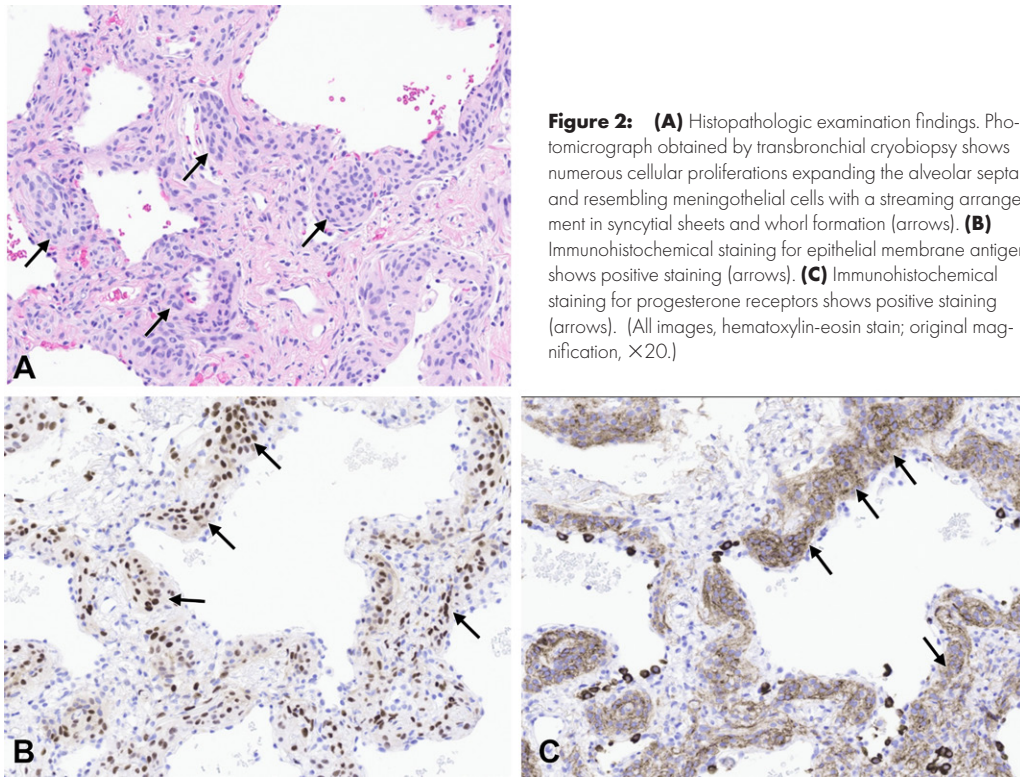 Figure 2: (A) Histopathologic examination findings. Pho-
tomicrograph obtained by transbronchial cryobiopsy shows
numerous cellular proliferations expanding the alveolar septa
and resembling meningothelial cells with a streaming arrange-
ment in syncytial sheets and whorl formation (arrows). (B)
Immunohistochemical staining for epithelial membrane antigen
shows positive staining (arrows). (C) Immunohistochemical
staining for progesterone receptors shows positive staining
(arrows). (All images, hematoxylin-eosin stain; original mag-
nification, ×20.)
A
B
C